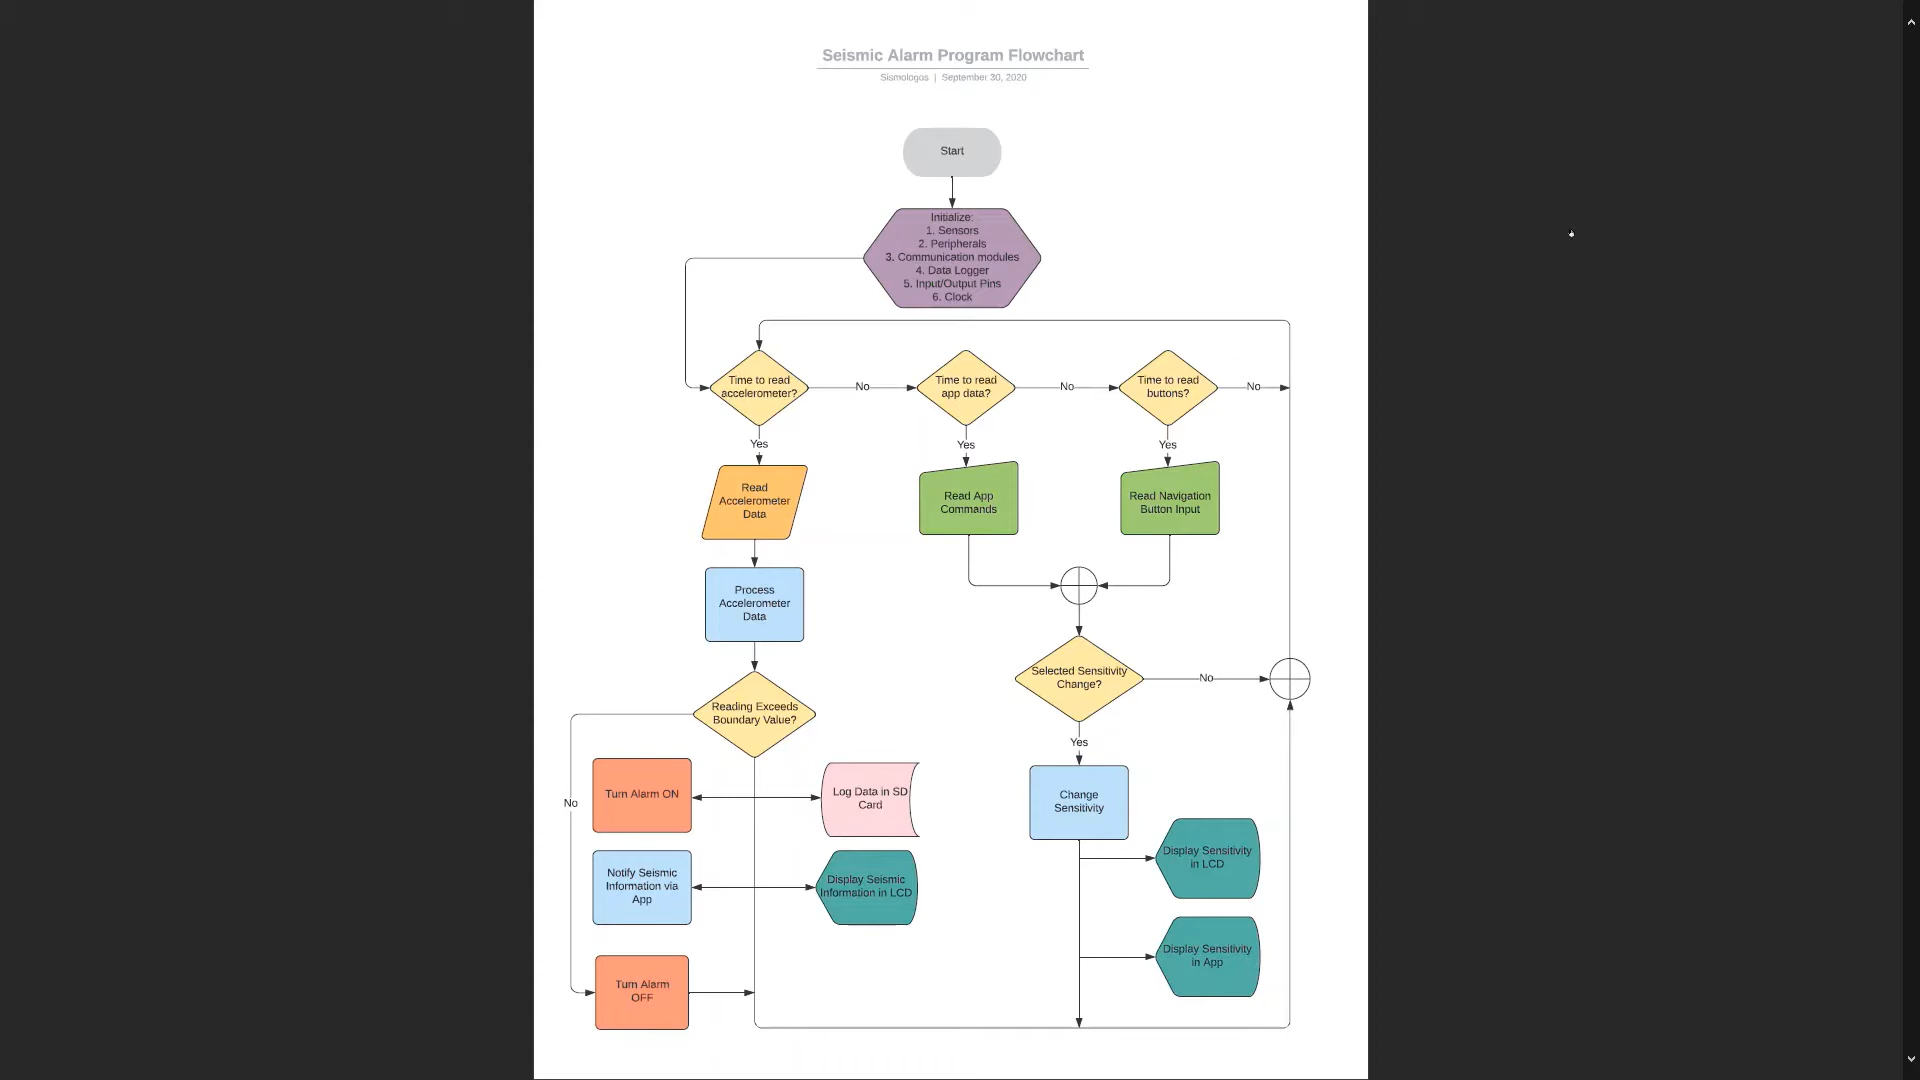 Seismic Alarm Program Flowchart
Sismologos | September 30, 2020
Start
Initialize:
1. Sensors
2. Peripherals
3. Communication modules
4. Data Logger
5. Input/Output Pins
6. Clock
Time to read
accelerometer?
No
Time to read
app data?
No
Time to read
buttons?
No
Yes
Yes
Yes
Read
Accelerometer
Data
Read App
Commands
Read Navigation
Button Input
Process
Accelerometer
Data
Selected Sensitivity
Change?
No
Reading Exceeds
Boundary Value?
Yes
No
Turn Alarm ON
Log Data in SD
Card
Change
Sensitivity
Display Sensitivity
in LCD
Notify Seismic
Information via
App
Display Seismic
Information in LCD
Display Sensitivity
in App
Turn Alarm
OFF